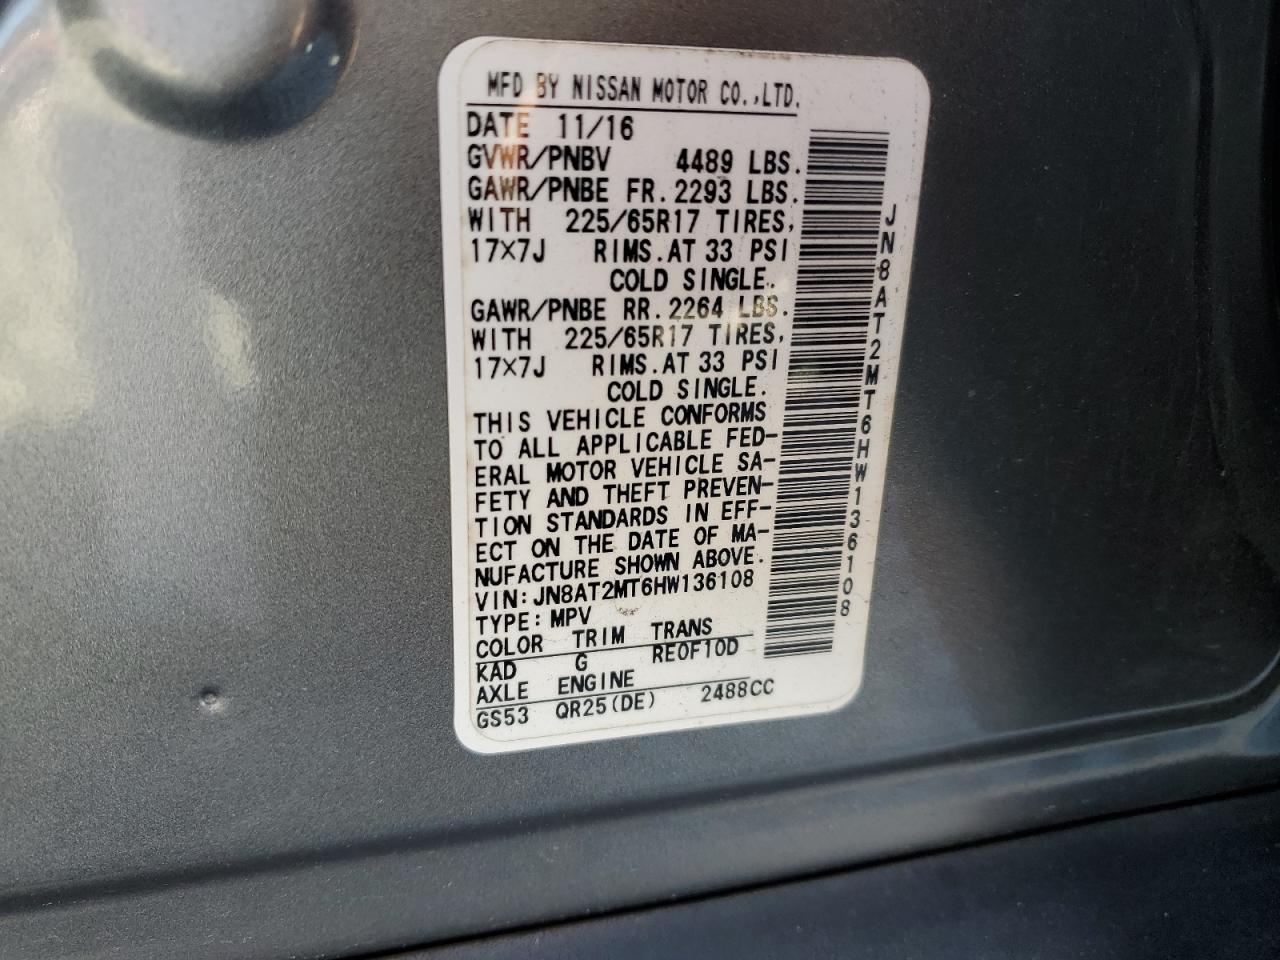 MFD BY NISSAN MOTOR CO.,LTD.
DATE 11/16
GVWR/PNBV 4489 LBS.
GAWR/PNBE FR.2293 LBS.
WITH 225/65R17 TIRES,
17×7J RIMS.AT 33 PSI
COLD SINGLE.
GAWR/PNBE RR.2264 LBS.
WITH 225/65R17 TIRES,
17×7J RIMS.AT 33 PSI
COLD SINGLE.
THIS VEHICLE CONFORMS
TO ALL APPLICABLE FED-
ERAL MOTOR VEHICLE SA-
FETY AND THEFT PREVEN-
TION STANDARDS IN EFF-
ECT ON THE DATE OF MA-
NUFACTURE SHOWN ABOVE.
VIN:JN8AT2MT6HW136108
TYPE:MPV
COLOR TRIM TRANS
KAD G RE0F10D
AXLE ENGINE
GS53 QR25(DE) 2488CC
JN8AT2MT6HW136108